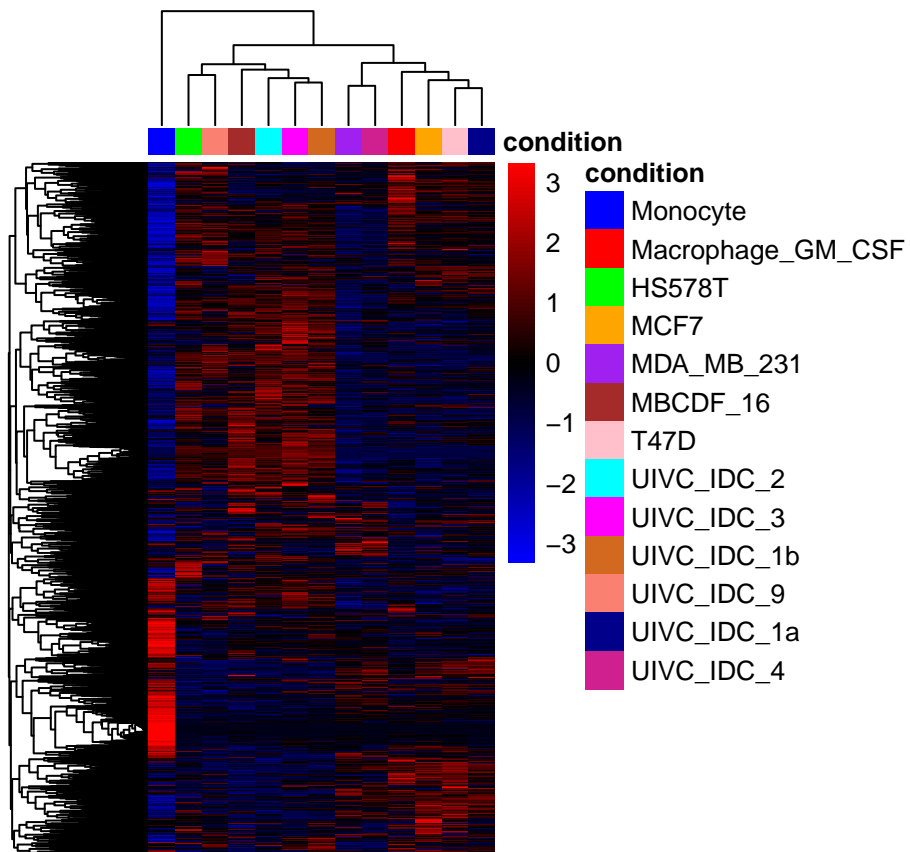 condition
3
2
1
0
−1
−2
−3
condition
Monocyte
Macrophage_GM_CSF
HS578T
MCF7
MDA_MB_231
MBCDF_16
T47D
UIVC_IDC_2
UIVC_IDC_3
UIVC_IDC_1b
UIVC_IDC_9
UIVC_IDC_1a
UIVC_IDC_4